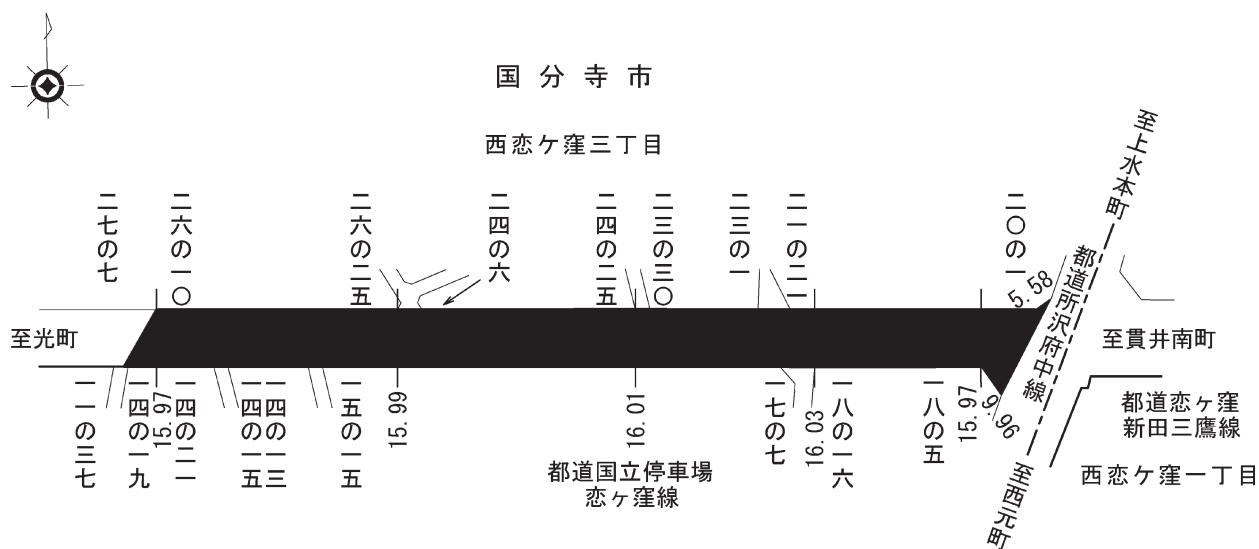 国分寺市
西恋ケ窪三丁目
至上水本町
二七の七
二六の一〇
二六の二五
二四の六
二四の二五
二三の三〇
二三の一
二一の二一
二〇の一
5.58
都道所沢府中線
至光町
至貫井南町
一一の三七
一四の一九
15.97
一四の二一
一四の一五
一四の一三
一五の一五
15.99
16.01
一七の七
16.03
一八の一六
一八の五
15.97
9.96
都道恋ヶ窪
新田三鷹線
都道国立停車場
恋ヶ窪線
西恋ケ窪一丁目
至西元町